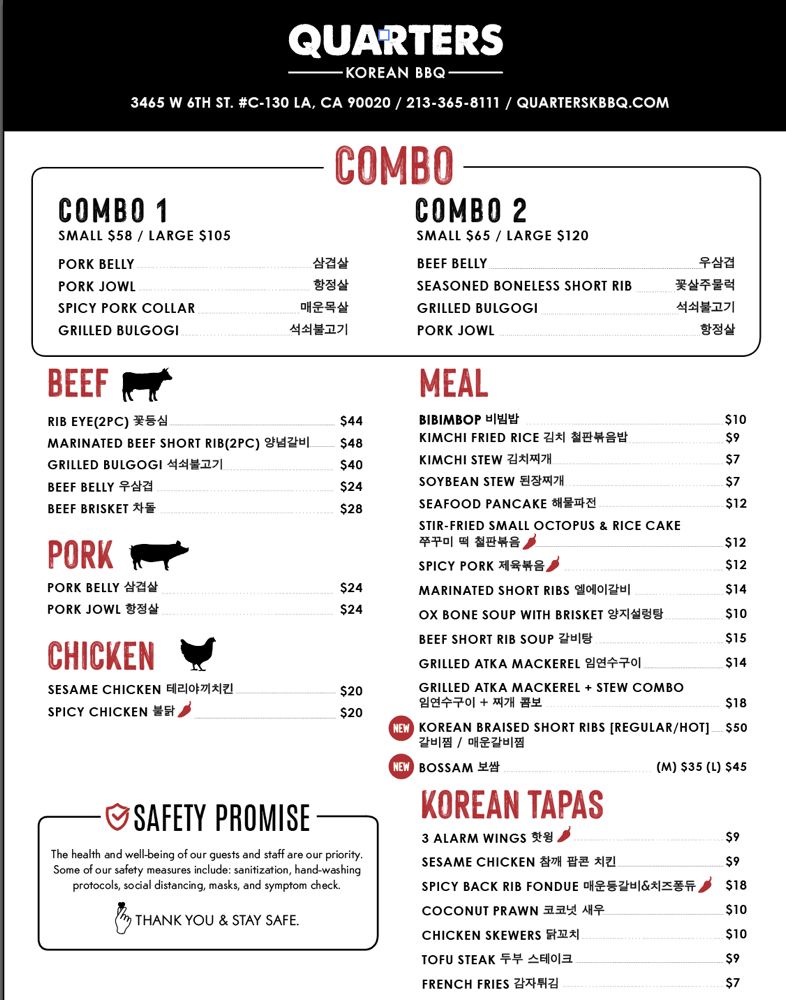 QUARTERS
KOREAN BBQ
3465 W 6TH ST. #C-130 LA, CA 90020 / 213-365-8111 / QUARTERSKBBQ.COM
COMBO
COMBO 1
SMALL $58 / LARGE $105
PORK BELLY 삼겹살
PORK JOWL 항정살
SPICY PORK COLLAR 매운목살
GRILLED BULGOGI 석쇠불고기
COMBO 2
SMALL $65 / LARGE $120
BEEF BELLY 우삼겹
SEASONED BONELESS SHORT RIB 꽃살주물럭
GRILLED BULGOGI 석쇠불고기
PORK JOWL 항정살
BEEF
RIB EYE(2PC) 꽃등심 $44
MARINATED BEEF SHORT RIB(2PC) 양념갈비 $48
GRILLED BULGOGI 석쇠불고기 $40
BEEF BELLY 우삼겹 $24
BEEF BRISKET 차돌 $28
PORK
PORK BELLY 삼겹살 $24
PORK JOWL 항정살 $24
CHICKEN
SESAME CHICKEN 테리야끼치킨 $20
SPICY CHICKEN 불닭 $20
SAFETY PROMISE
The health and well-being of our guests and staff are our priority.
Some of our safety measures include: sanitization, hand-washing
protocols, social distancing, masks, and symptom check.
THANK YOU & STAY SAFE.
MEAL
BIBIMBOP 비빔밥 $10
KIMCHI FRIED RICE 김치 철판볶음밥 $9
KIMCHI STEW 김치찌개 $7
SOYBEAN STEW 된장찌개 $7
SEAFOOD PANCAKE 해물파전 $12
STIR-FRIED SMALL OCTOPUS & RICE CAKE
쭈꾸미 떡 철판볶음 $12
SPICY PORK 제육볶음 $12
MARINATED SHORT RIBS 엘에이갈비 $14
OX BONE SOUP WITH BRISKET 양지설렁탕 $10
BEEF SHORT RIB SOUP 갈비탕 $15
GRILLED ATKA MACKEREL 임연수구이 $14
GRILLED ATKA MACKEREL + STEW COMBO
임연수구이 + 찌개 콤보 $18
NEW KOREAN BRAISED SHORT RIBS [REGULAR/HOT] $50
갈비찜 / 매운갈비찜
NEW BOSSAM 보쌈 (M) $35 (L) $45
KOREAN TAPAS
3 ALARM WINGS 핫윙 $9
SESAME CHICKEN 참깨 팝콘 치킨 $9
SPICY BACK RIB FONDUE 매운등갈비&치즈퐁듀 $18
COCONUT PRAWN 코코넛 새우 $10
CHICKEN SKEWERS 닭꼬치 $10
TOFU STEAK 두부 스테이크 $9
FRENCH FRIES 감자튀김 $7